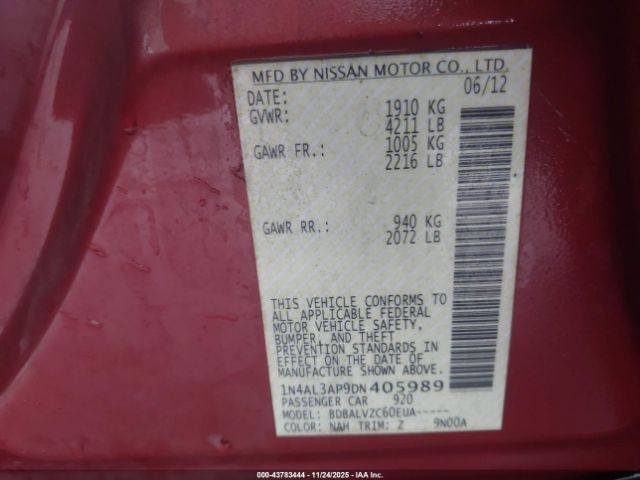 MFD BY NISSAN MOTOR CO., LTD.
DATE: 06/12
GVWR: 1910 KG
4211 LB
GAWR FR.: 1005 KG
2216 LB
GAWR RR.: 940 KG
2072 LB
THIS VEHICLE CONFORMS TO
ALL APPLICABLE FEDERAL
MOTOR VEHICLE SAFETY,
BUMPER, AND THEFT
PREVENTION STANDARDS IN
EFFECT ON THE DATE OF
MANUFACTURE SHOWN ABOVE.
1N4AL3AP9DN405989
PASSENGER CAR 920
MODEL: BDBALVZC60EUA-----
COLOR: NAH TRIM: Z 9N00A
000-43783444 - 11/24/2025 - IAA Inc.